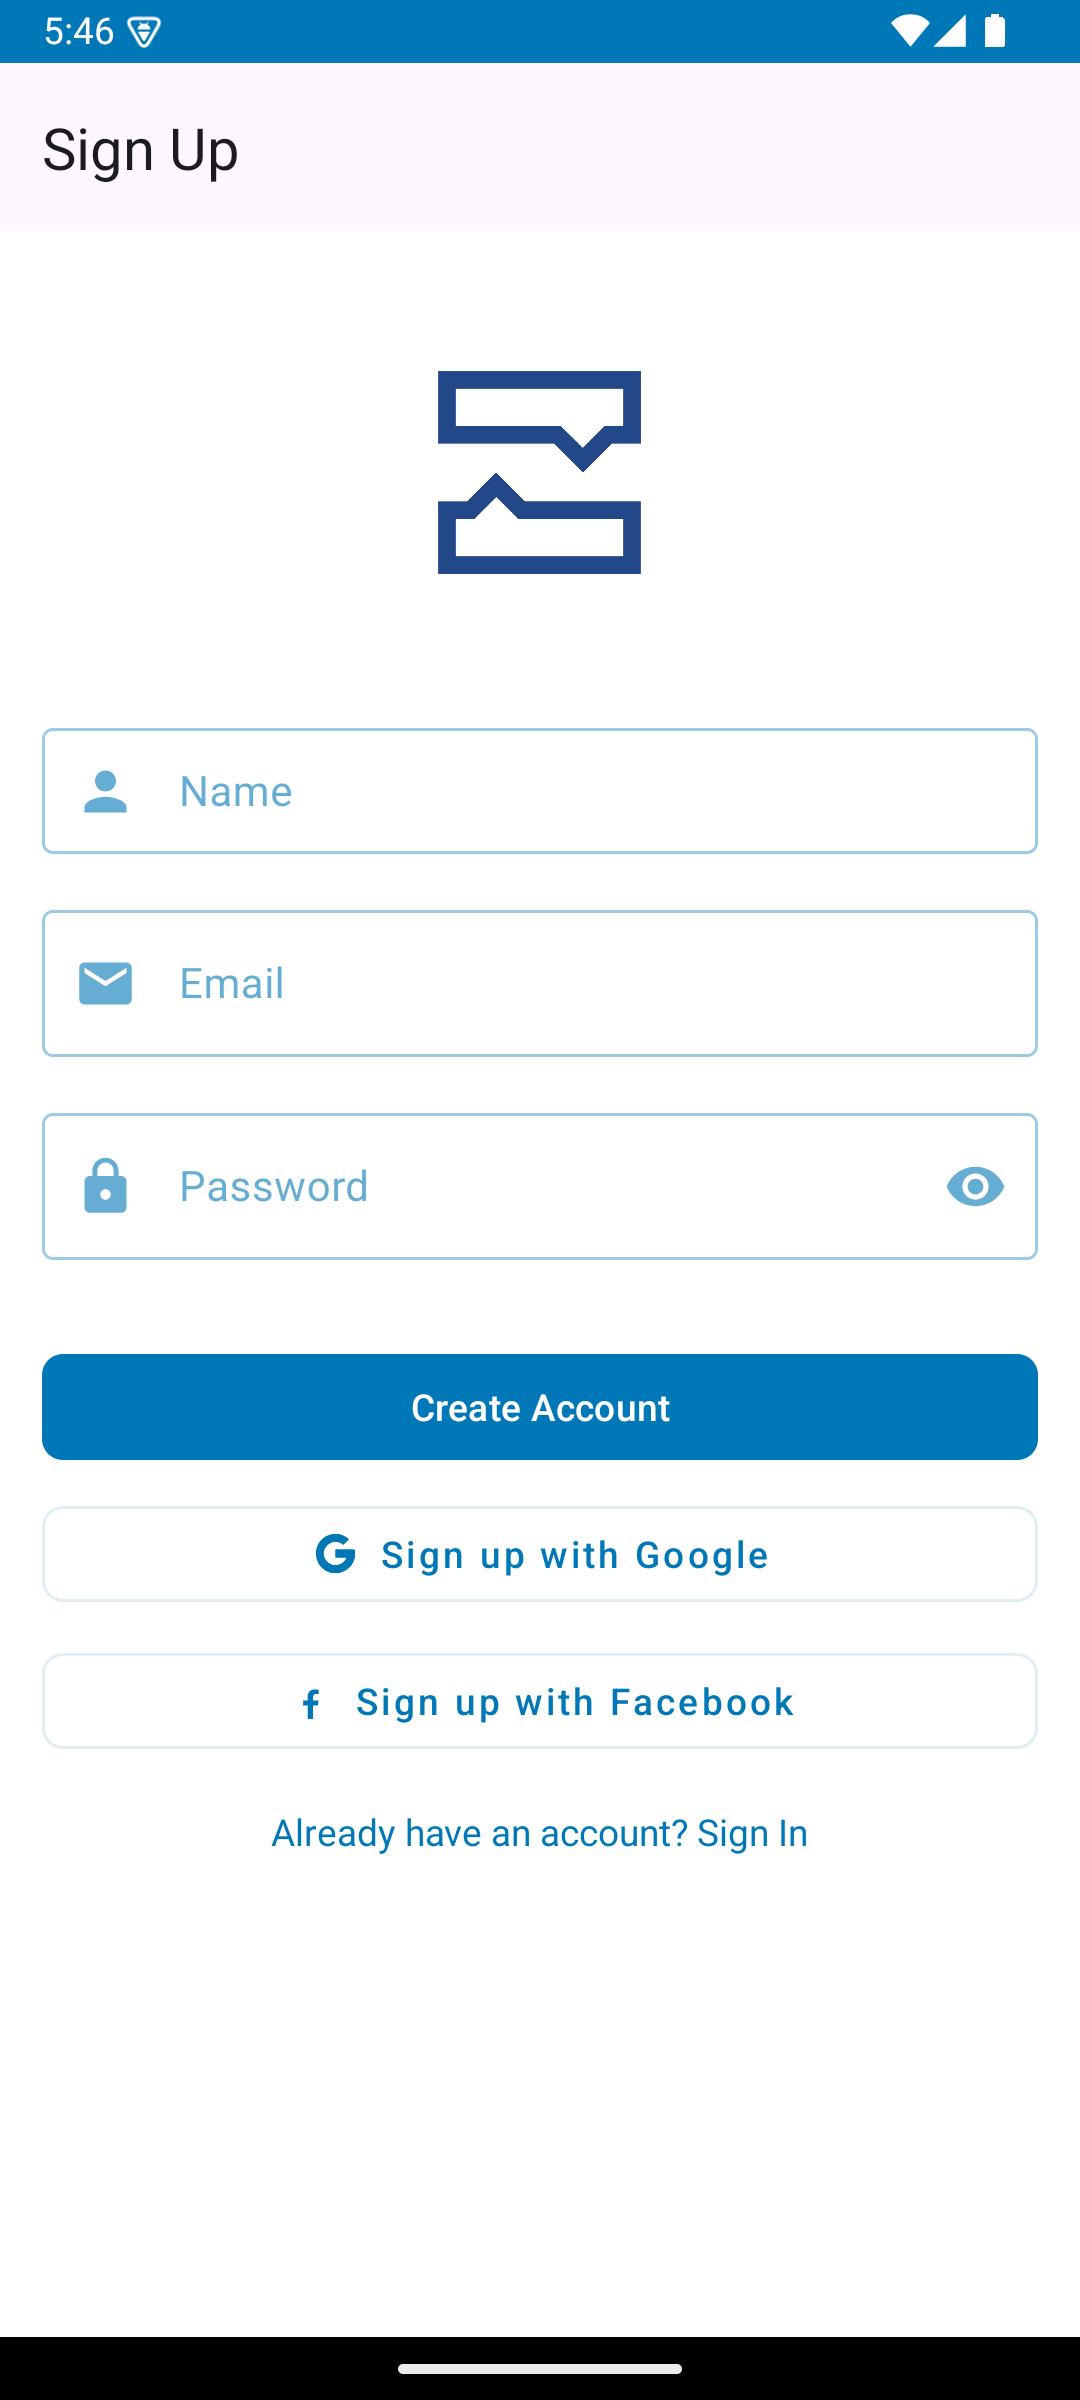 5:46
Sign Up
Name
Email
Password
Create Account
Sign up with Google
Sign up with Facebook
Already have an account? Sign In